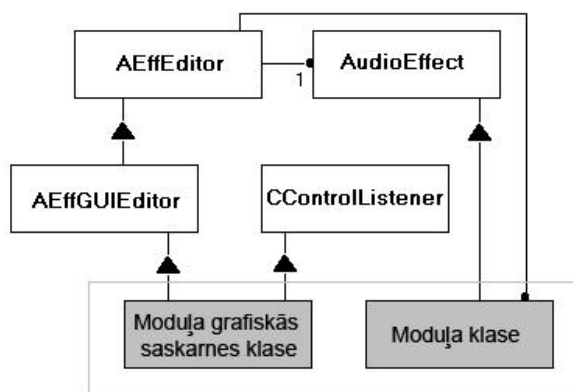 AEffEditor
AudioEffect
1
AEffGUIEditor
CControlListener
Moduļa grafiskās
saskarnes klase
Moduļa klase